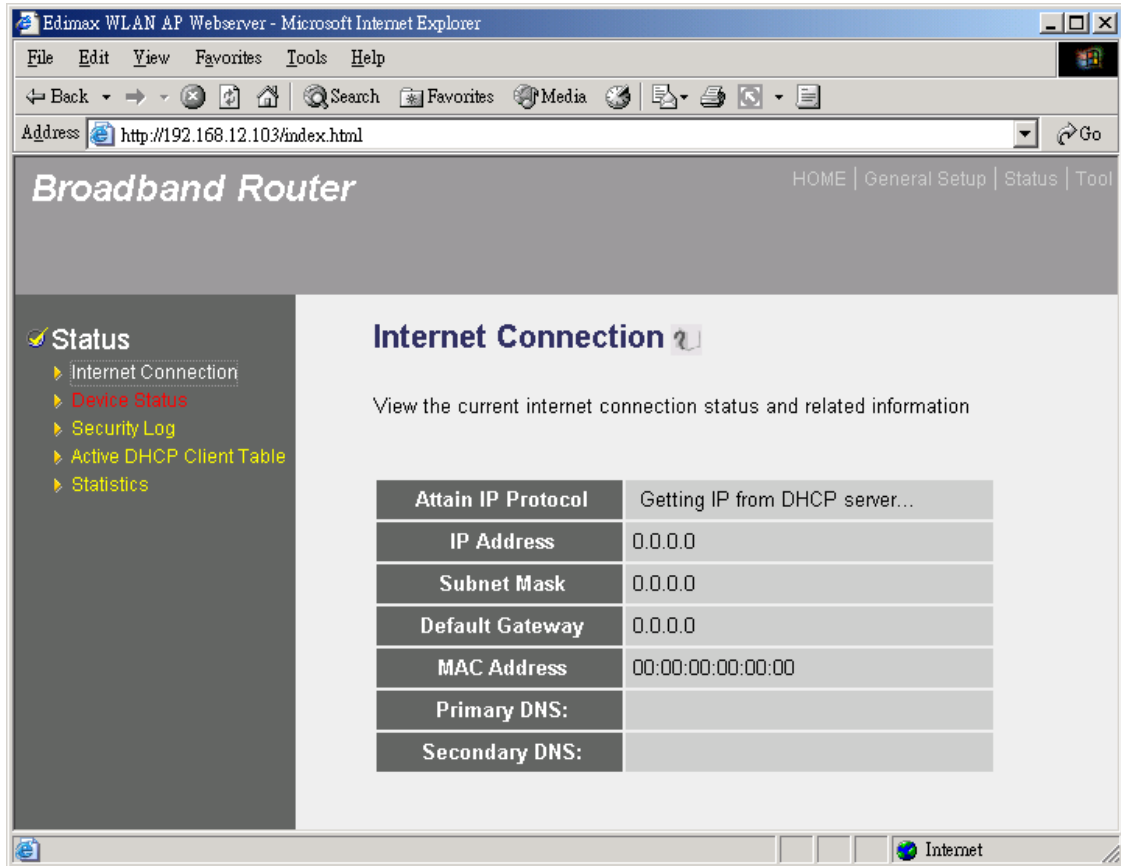 Edimax WLAN AP Webserver - Microsoft Internet Explorer
File Edit View Favorites Tools Help
Back Search Favorites Media
Address http://192.168.12.103/index.html Go
Broadband Router
HOME | General Setup | Status | Tool
Status
Internet Connection
Device Status
Security Log
Active DHCP Client Table
Statistics
Internet Connection
View the current internet connection status and related information
Attain IP Protocol Getting IP from DHCP server...
IP Address 0.0.0.0
Subnet Mask 0.0.0.0
Default Gateway 0.0.0.0
MAC Address 00:00:00:00:00:00
Primary DNS:
Secondary DNS:
Internet